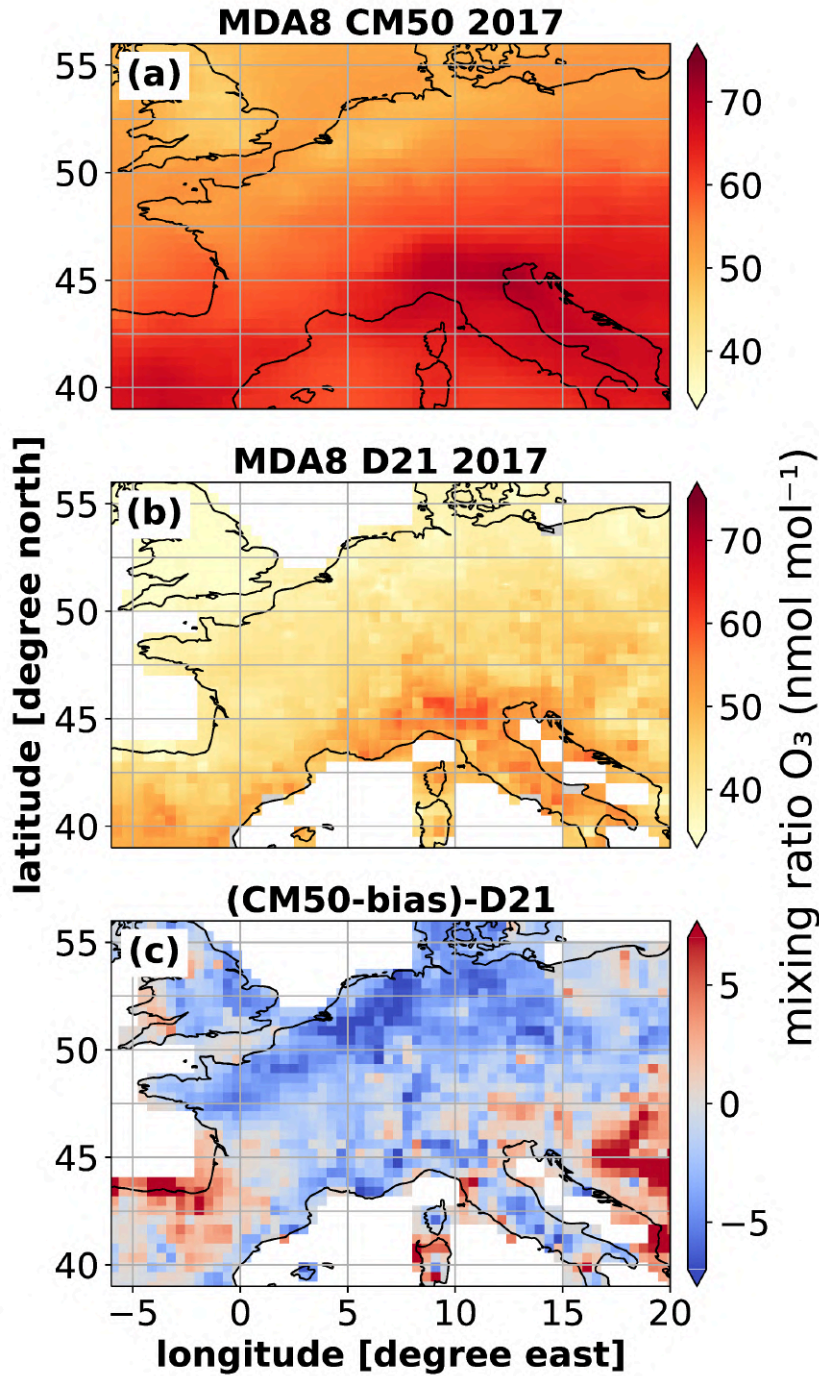 MDA8 CM50 2017
(a)
55
50
45
40
70
60
50
40
MDA8 D21 2017
(b)
55
50
45
40
70
60
50
40
(CM50-bias)-D21
(c)
55
50
45
40
5
0
−5
−5 0 5 10 15 20
longitude [degree east]
latitude [degree north]
mixing ratio O₃ (nmol mol⁻¹)